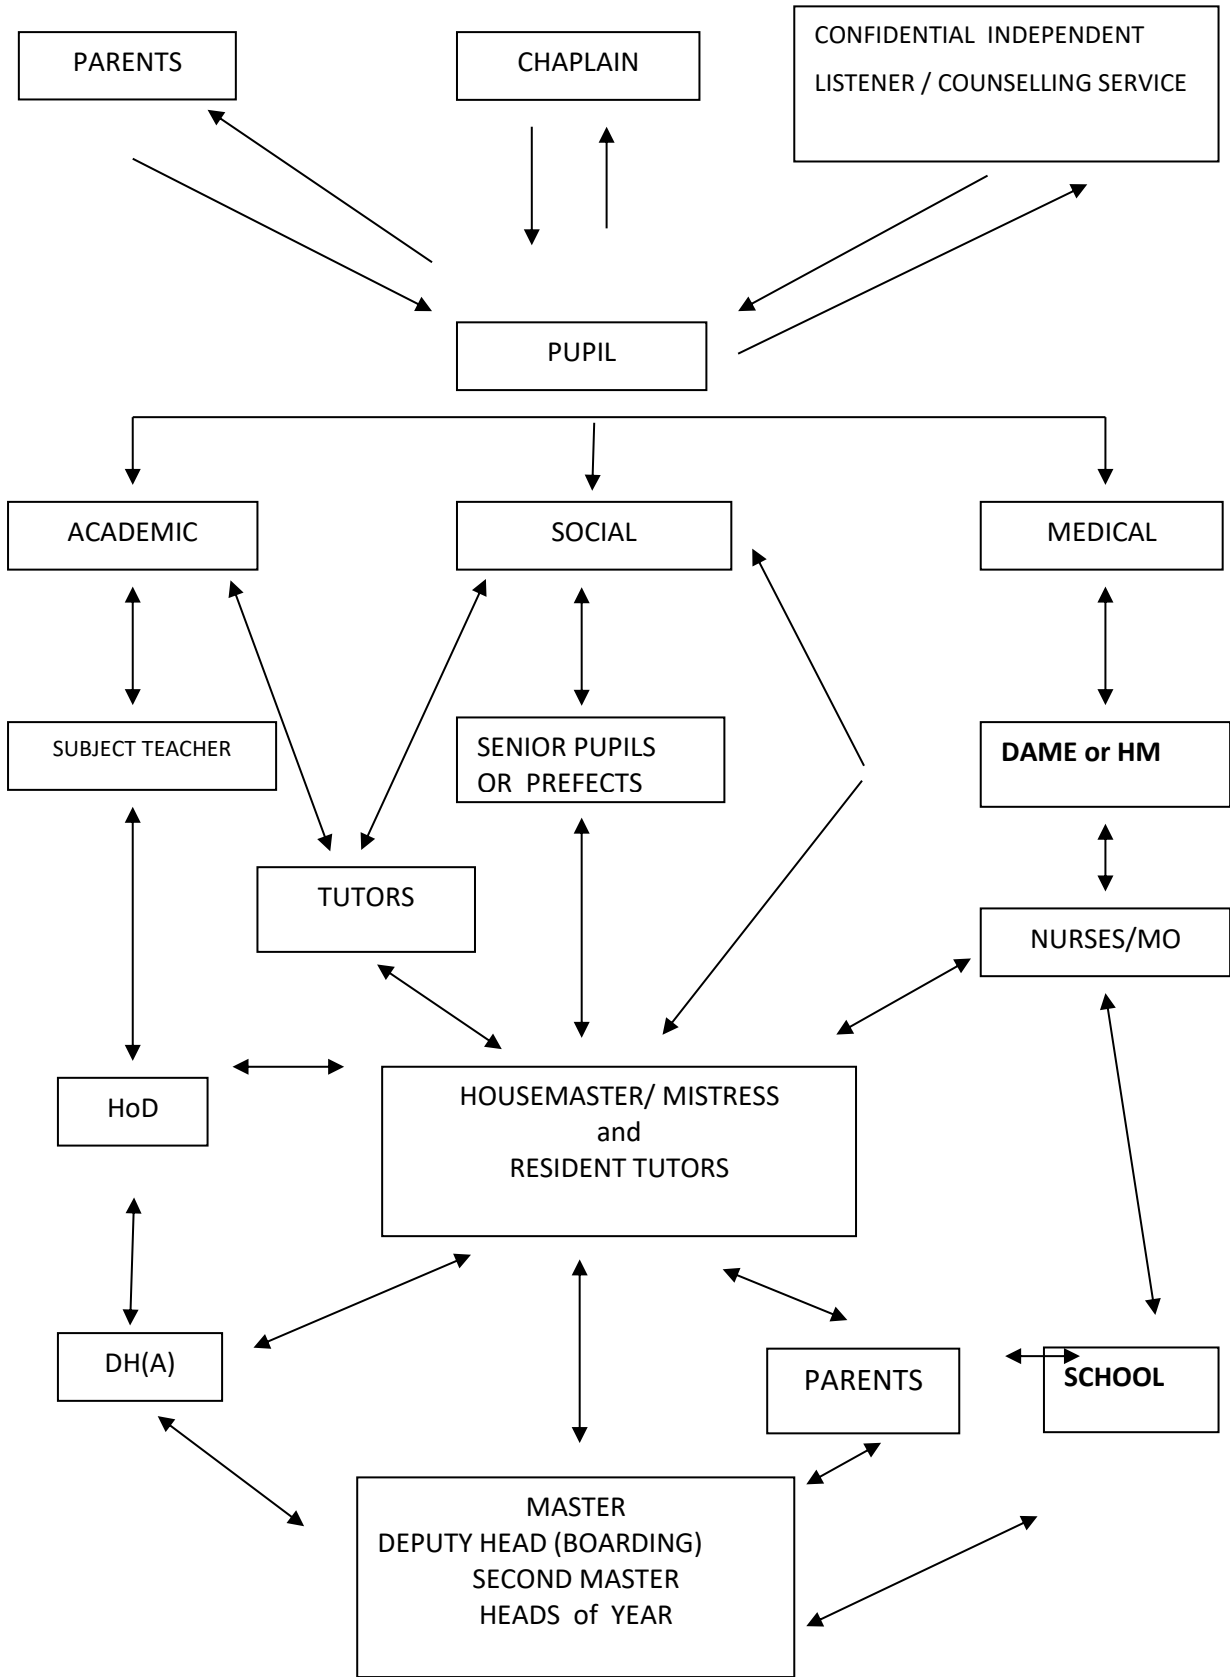 PARENTS
CHAPLAIN
CONFIDENTIAL INDEPENDENT
LISTENER / COUNSELLING SERVICE
PUPIL
ACADEMIC
SOCIAL
MEDICAL
SUBJECT TEACHER
SENIOR PUPILS
OR PREFECTS
DAME or HM
TUTORS
NURSES/MO
HoD
HOUSEMASTER/ MISTRESS
and
RESIDENT TUTORS
DH(A)
PARENTS
SCHOOL
MASTER
DEPUTY HEAD (BOARDING)
SECOND MASTER
HEADS of YEAR